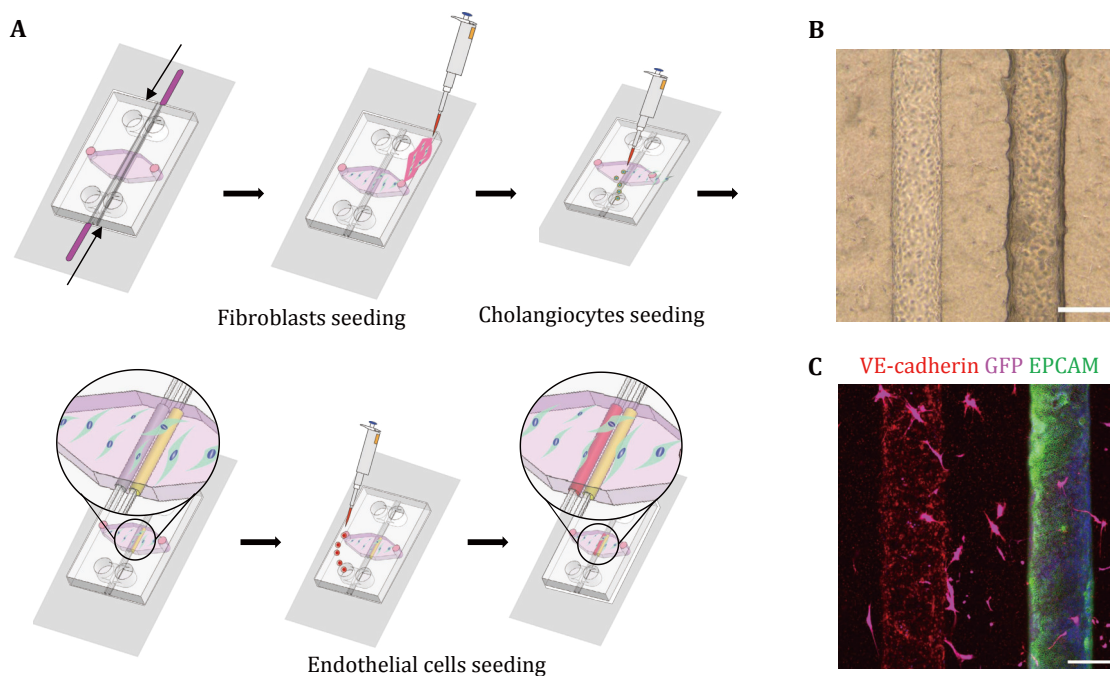 A
Fibroblasts seeding
Cholangiocytes seeding
Endothelial cells seeding
B
C
VE-cadherin GFP EPCAM